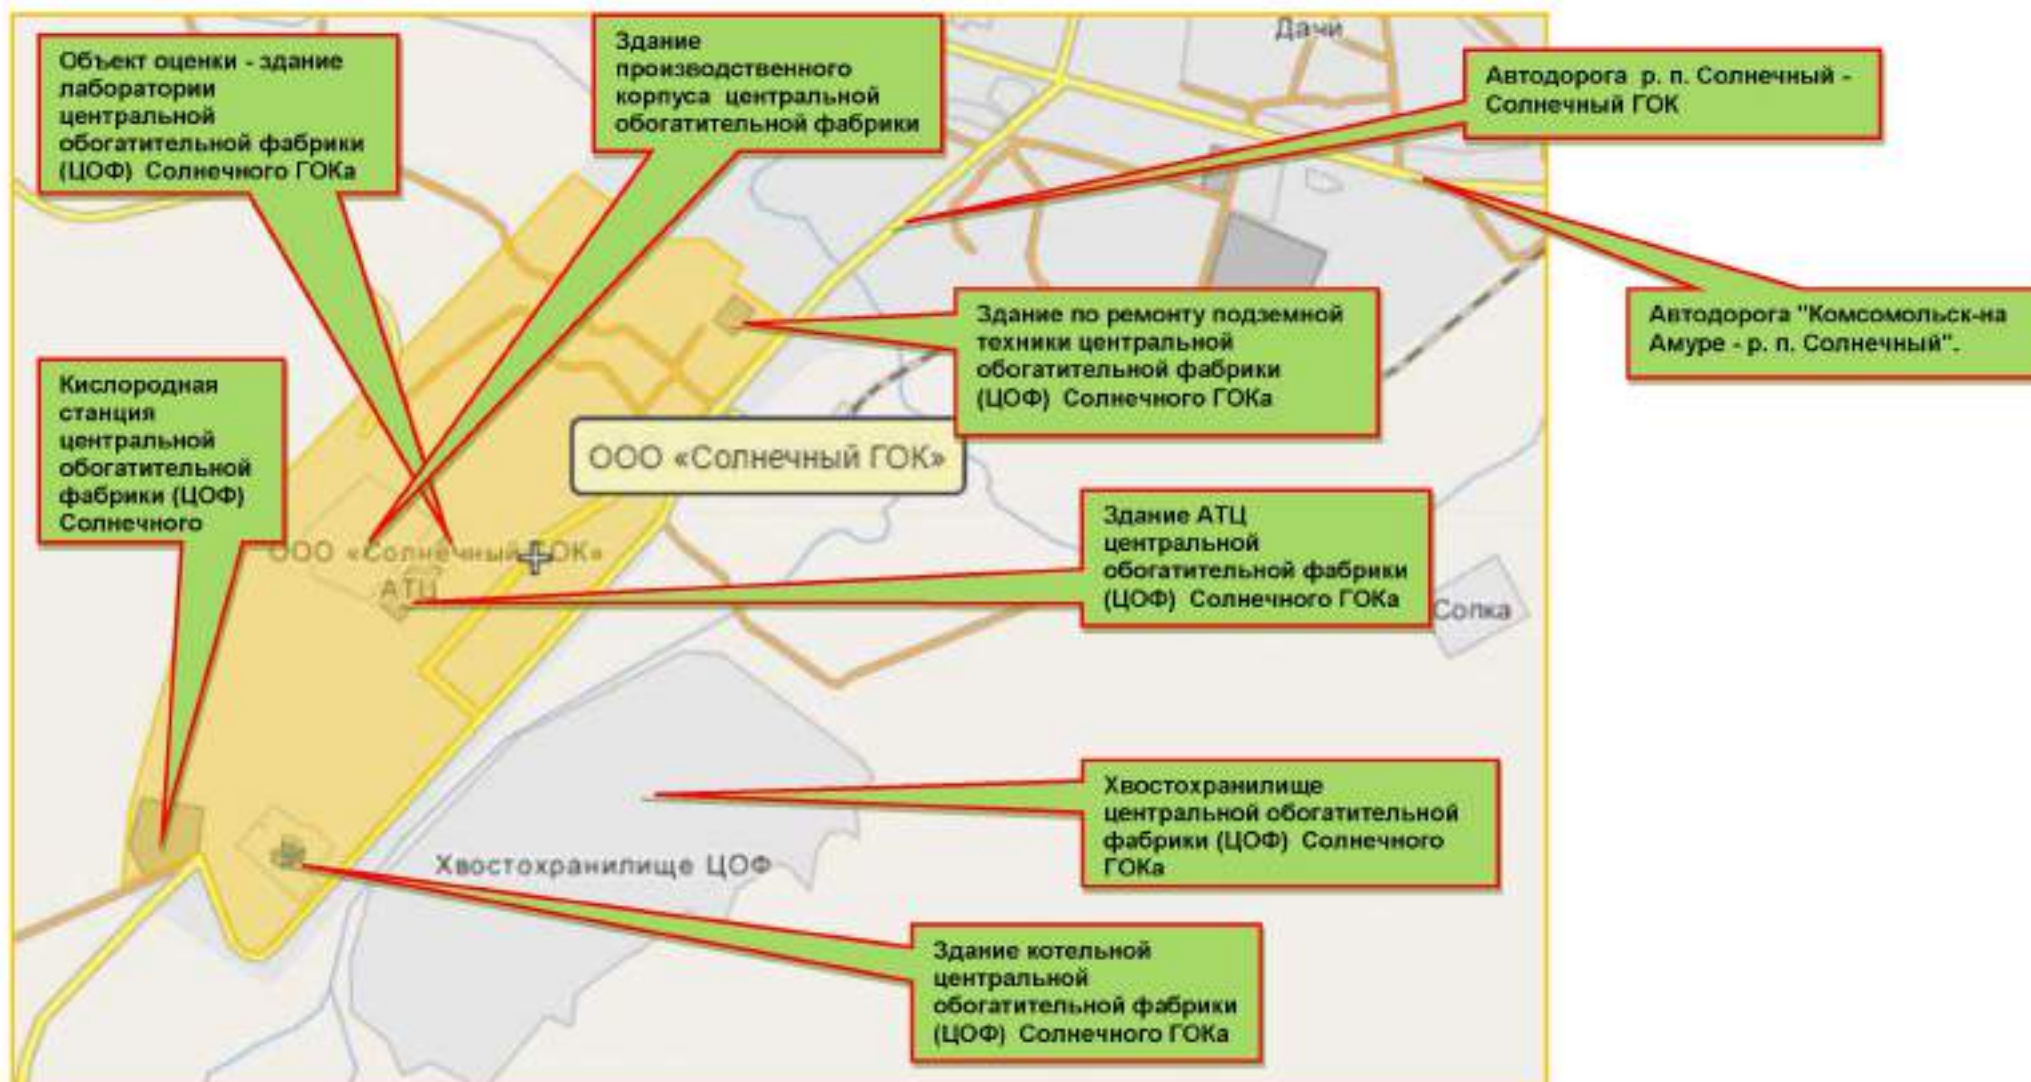 Дачи
Объект оценки - здание
лаборатории
центральной
обогатительной фабрики
(ЦОФ) Солнечного ГОКа
Здание
производственного
корпуса центральной
обогатительной фабрики
Автодорога р. п. Солнечный -
Солнечный ГОК
Здание по ремонту подземной
техники центральной
обогатительной фабрики
(ЦОФ) Солнечного ГОКа
Автодорога "Комсомольск-на
Амуре - р. п. Солнечный".
Кислородная
станция
центральной
обогатительной
фабрики (ЦОФ)
Солнечного
ООО «Солнечный ГОК»
ООО «Солнечный ГОК»
АТЦ
Здание АТЦ
центральной
обогатительной фабрики
(ЦОФ) Солнечного ГОКа
Сопка
Хвостохранилище
центральной обогатительной
фабрики (ЦОФ) Солнечного
ГОКа
Хвостохранилище ЦОФ
Здание котельной
центральной
обогатительной фабрики
(ЦОФ) Солнечного ГОКа